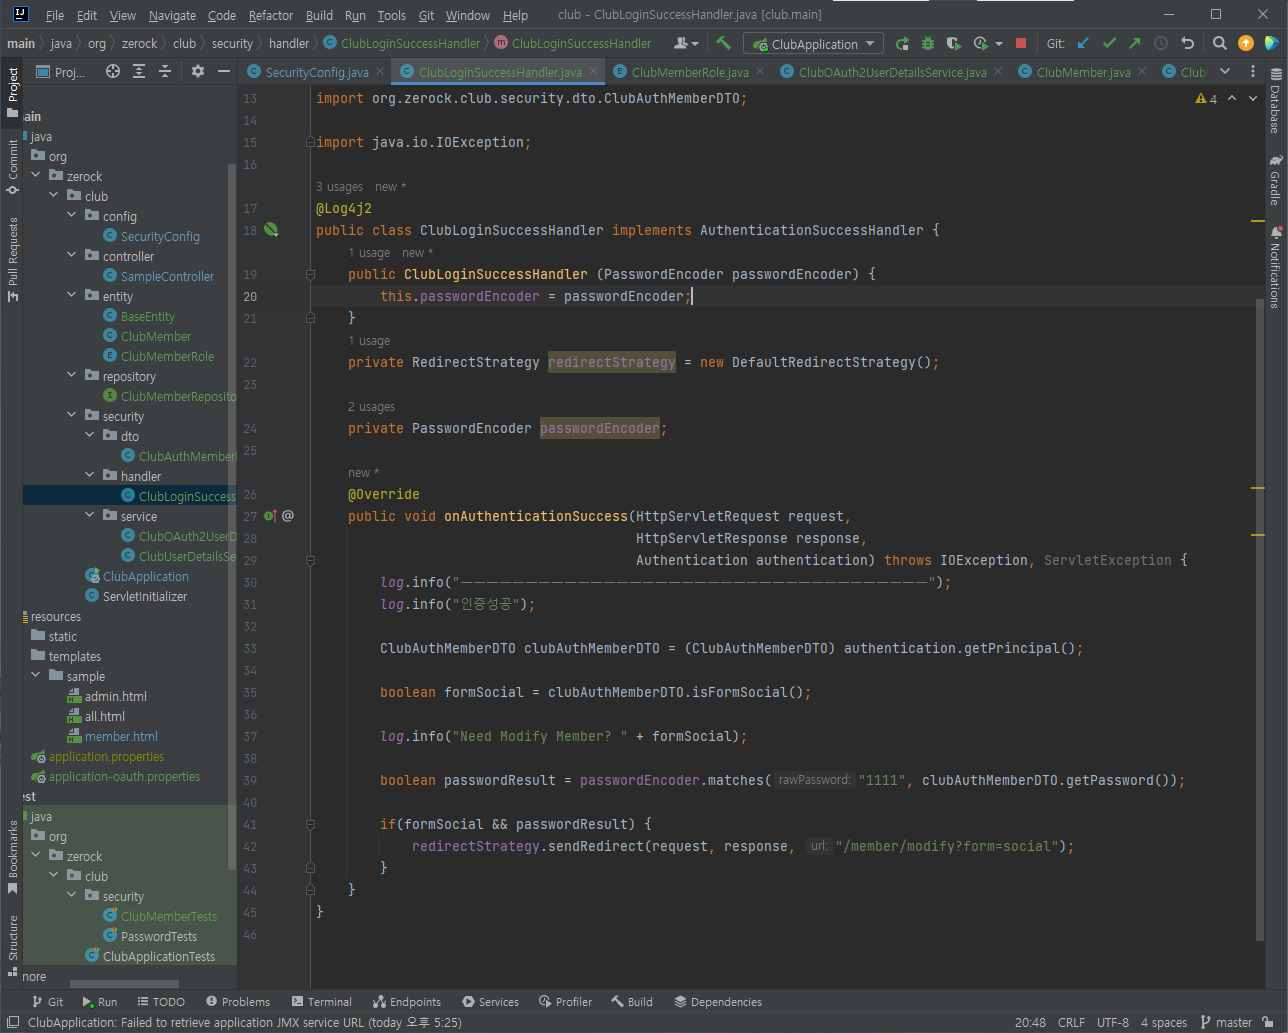 File Edit View Navigate Code Refactor Build Run Tools Git Window Help club - ClubLoginSuccessHandler.java [club.main]
main java org zerock club security handler ClubLoginSuccessHandler ClubLoginSuccessHandler ClubApplication Git:
Proj... SecurityConfig.java ClubLoginSuccessHandler.java ClubMemberRole.java ClubOAuth2UserDetailsService.java ClubMember.java Club
Project
Commit
Pull Requests
Bookmarks
Structure
ain
java
org
zerock
club
config
SecurityConfig
controller
SampleController
entity
BaseEntity
ClubMember
ClubMemberRole
repository
ClubMemberReposito
security
dto
ClubAuthMember
handler
ClubLoginSuccess
service
ClubOAuth2UserD
ClubUserDetailsSe
ClubApplication
ServletInitializer
resources
static
templates
sample
admin.html
all.html
member.html
application.properties
application-oauth.properties
est
java
org
zerock
club
security
ClubMemberTests
PasswordTests
ClubApplicationTests
nore
4
13 import org.zerock.club.security.dto.ClubAuthMemberDTO;
14
15 import java.io.IOException;
16
3 usages new *
17 @Log4j2
18 public class ClubLoginSuccessHandler implements AuthenticationSuccessHandler {
1 usage new *
19 public ClubLoginSuccessHandler (PasswordEncoder passwordEncoder) {
20 this.passwordEncoder = passwordEncoder;
21 }
1 usage
22 private RedirectStrategy redirectStrategy = new DefaultRedirectStrategy();
23
2 usages
24 private PasswordEncoder passwordEncoder;
25
new *
26 @Override
27 public void onAuthenticationSuccess(HttpServletRequest request,
28 HttpServletResponse response,
29 Authentication authentication) throws IOException, ServletException {
30 log.info("ㅡㅡㅡㅡㅡㅡㅡㅡㅡㅡㅡㅡㅡㅡㅡㅡㅡㅡㅡㅡㅡㅡㅡㅡㅡㅡㅡㅡㅡㅡㅡㅡㅡㅡㅡㅡ");
31 log.info("인증성공");
32
33 ClubAuthMemberDTO clubAuthMemberDTO = (ClubAuthMemberDTO) authentication.getPrincipal();
34
35 boolean formSocial = clubAuthMemberDTO.isFormSocial();
36
37 log.info("Need Modify Member? " + formSocial);
38
39 boolean passwordResult = passwordEncoder.matches( rawPassword: "1111", clubAuthMemberDTO.getPassword());
40
41 if(formSocial && passwordResult) {
42 redirectStrategy.sendRedirect(request, response, url: "/member/modify?form=social");
43 }
44 }
45 }
46
Database
Gradle
Notifications
Git Run TODO Problems Terminal Endpoints Services Profiler Build Dependencies
ClubApplication: Failed to retrieve application JMX service URL (today 오후 5:25) 20:48 CRLF UTF-8 4 spaces master